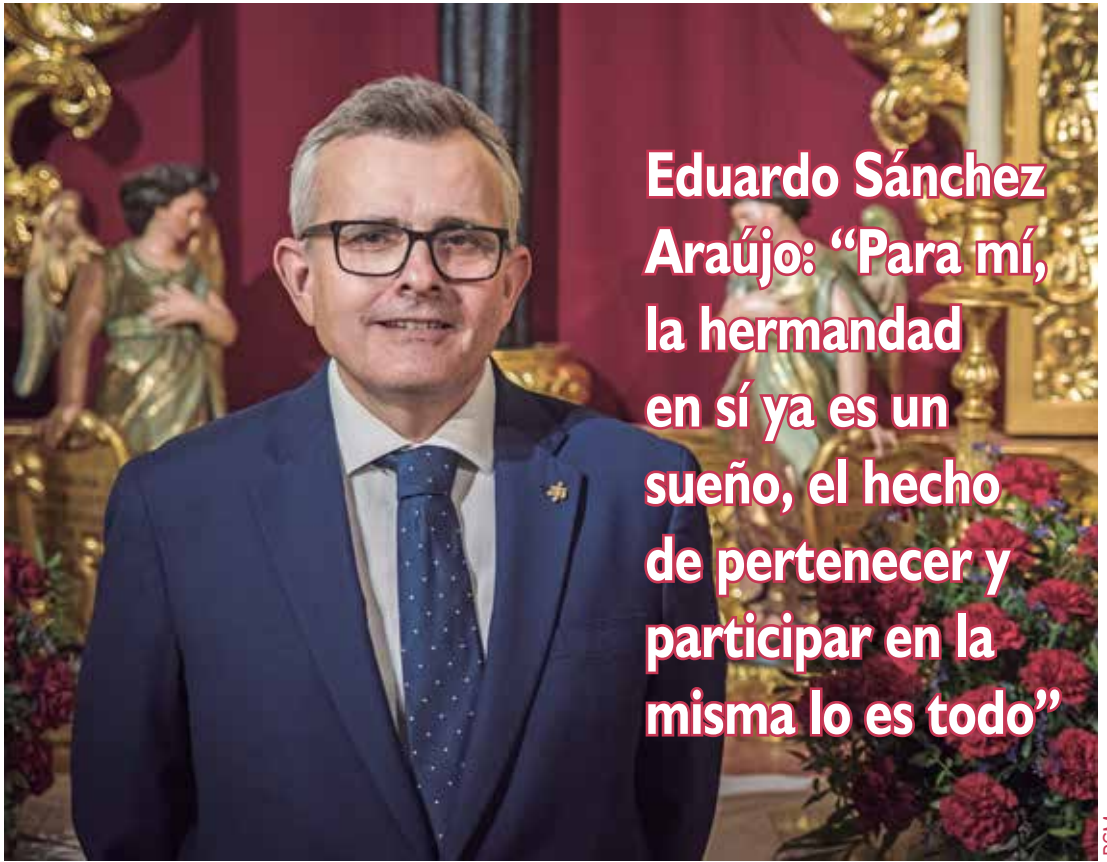 Eduardo Sánchez
Araújo: “Para mí,
la hermandad
en sí ya es un
sueño, el hecho
de pertenecer y
participar en la
misma lo es todo”